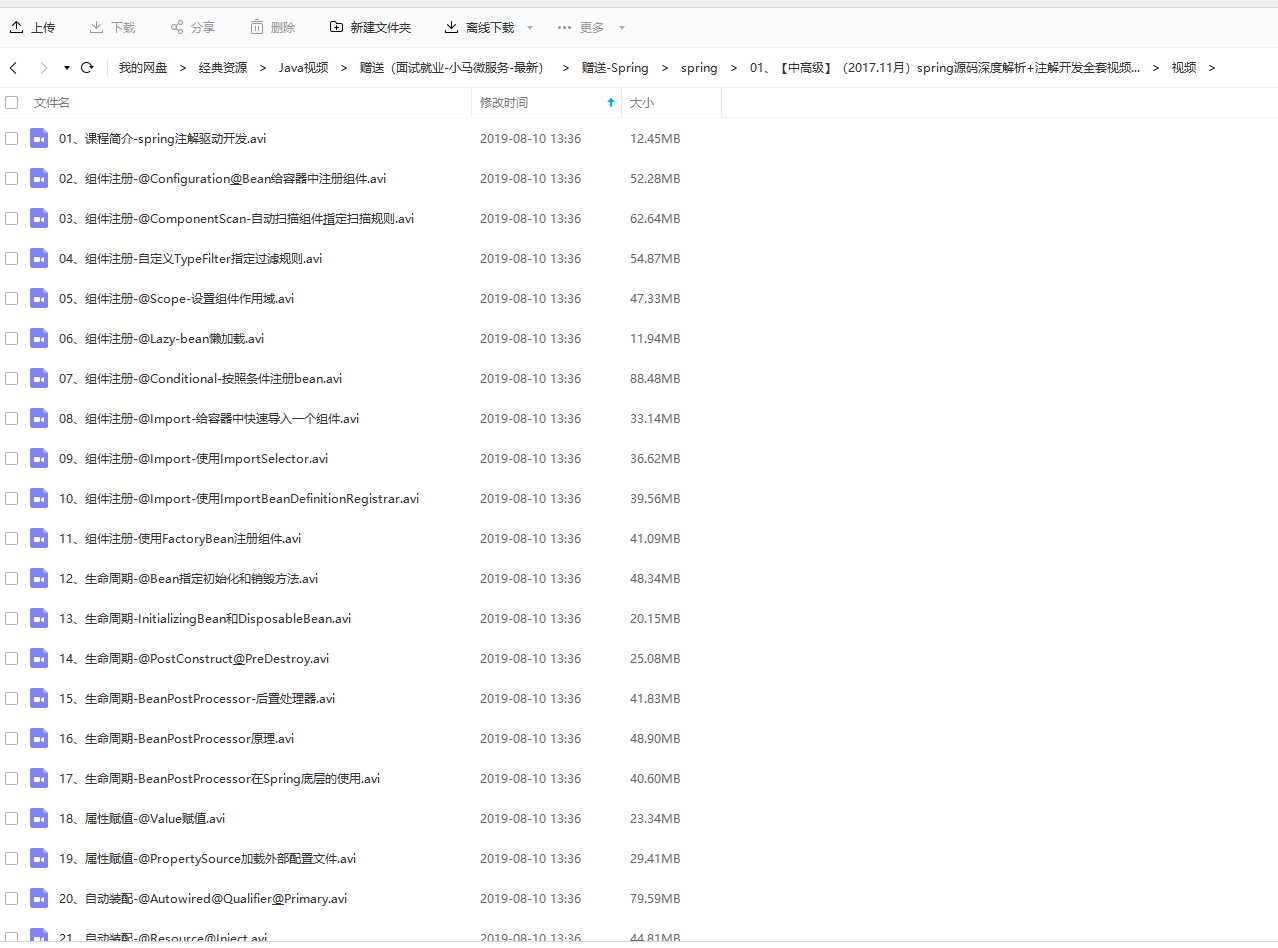 上传 下载 分享 删除 新建文件夹 离线下载 ··· 更多
我的网盘 > 经典资源 > Java视频 > 赠送（面试就业-小马微服务-最新） > 赠送-Spring > spring > 01、【中高级】（2017.11月）spring源码深度解析+注解开发全套视频... > 视频 >
文件名 修改时间 大小
01、课程简介-spring注解驱动开发.avi 2019-08-10 13:36 12.45MB
02、组件注册-@Configuration@Bean给容器中注册组件.avi 2019-08-10 13:36 52.28MB
03、组件注册-@ComponentScan-自动扫描组件指定扫描规则.avi 2019-08-10 13:36 62.64MB
04、组件注册-自定义TypeFilter指定过滤规则.avi 2019-08-10 13:36 54.87MB
05、组件注册-@Scope-设置组件作用域.avi 2019-08-10 13:36 47.33MB
06、组件注册-@Lazy-bean懒加载.avi 2019-08-10 13:36 11.94MB
07、组件注册-@Conditional-按照条件注册bean.avi 2019-08-10 13:36 88.48MB
08、组件注册-@Import-给容器中快速导入一个组件.avi 2019-08-10 13:36 33.14MB
09、组件注册-@Import-使用ImportSelector.avi 2019-08-10 13:36 36.62MB
10、组件注册-@Import-使用ImportBeanDefinitionRegistrar.avi 2019-08-10 13:36 39.56MB
11、组件注册-使用FactoryBean注册组件.avi 2019-08-10 13:36 41.09MB
12、生命周期-@Bean指定初始化和销毁方法.avi 2019-08-10 13:36 48.34MB
13、生命周期-InitializingBean和DisposableBean.avi 2019-08-10 13:36 20.15MB
14、生命周期-@PostConstruct@PreDestroy.avi 2019-08-10 13:36 25.08MB
15、生命周期-BeanPostProcessor-后置处理器.avi 2019-08-10 13:36 41.83MB
16、生命周期-BeanPostProcessor原理.avi 2019-08-10 13:36 48.90MB
17、生命周期-BeanPostProcessor在Spring底层的使用.avi 2019-08-10 13:36 40.60MB
18、属性赋值-@Value赋值.avi 2019-08-10 13:36 23.34MB
19、属性赋值-@PropertySource加载外部配置文件.avi 2019-08-10 13:36 29.41MB
20、自动装配-@Autowired@Qualifier@Primary.avi 2019-08-10 13:36 79.59MB
21、自动装配-@Resource@Inject.avi 2019-08-10 13:36 44.81MB